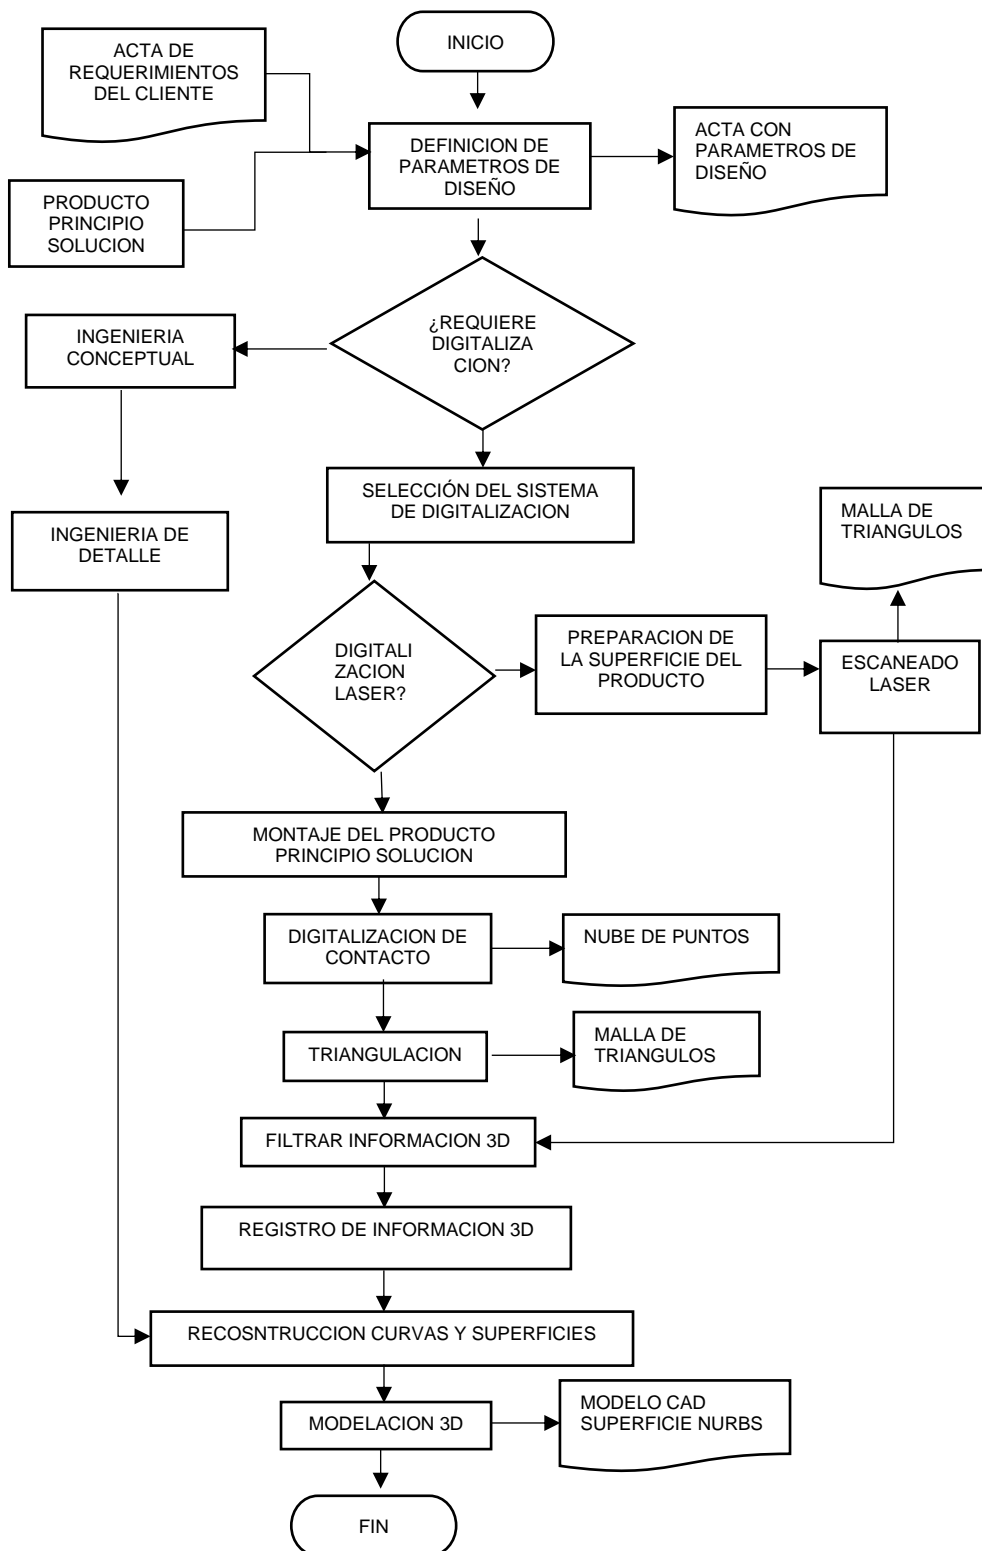 INICIO
ACTA DE
REQUERIMIENTOS
DEL CLIENTE
DEFINICION DE
PARAMETROS DE
DISEÑO
ACTA CON
PARAMETROS DE
DISEÑO
PRODUCTO
PRINCIPIO
SOLUCION
¿REQUIERE
DIGITALIZA
CION?
INGENIERIA
CONCEPTUAL
SELECCIÓN DEL SISTEMA
DE DIGITALIZACION
INGENIERIA DE
DETALLE
MALLA DE
TRIANGULOS
DIGITALI
ZACION
LASER?
PREPARACION DE
LA SUPERFICIE DEL
PRODUCTO
ESCANEADO
LASER
MONTAJE DEL PRODUCTO
PRINCIPIO SOLUCION
DIGITALIZACION DE
CONTACTO
NUBE DE PUNTOS
TRIANGULACION
MALLA DE
TRIANGULOS
FILTRAR INFORMACION 3D
REGISTRO DE INFORMACION 3D
RECOSNTRUCCION CURVAS Y SUPERFICIES
MODELACION 3D
MODELO CAD
SUPERFICIE NURBS
FIN